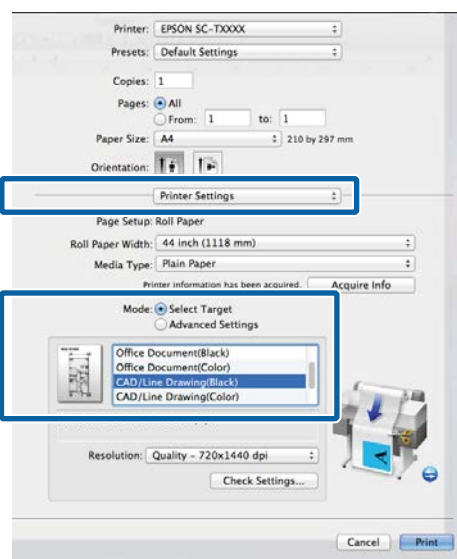 Printer: EPSON SC-TXXXX
Presets: Default Settings
Copies: 1
Pages: All
From: 1 to: 1
Paper Size: A4 210 by 297 mm
Orientation:
Printer Settings
Page Setup: Roll Paper
Roll Paper Width: 44 inch (1118 mm)
Media Type: Plain Paper
Printer information has been acquired. Acquire Info
Mode: Select Target
Advanced Settings
Office Document(Black)
Office Document(Color)
CAD/Line Drawing(Black)
CAD/Line Drawing(Color)
Resolution: Quality - 720x1440 dpi
Check Settings...
Cancel Print